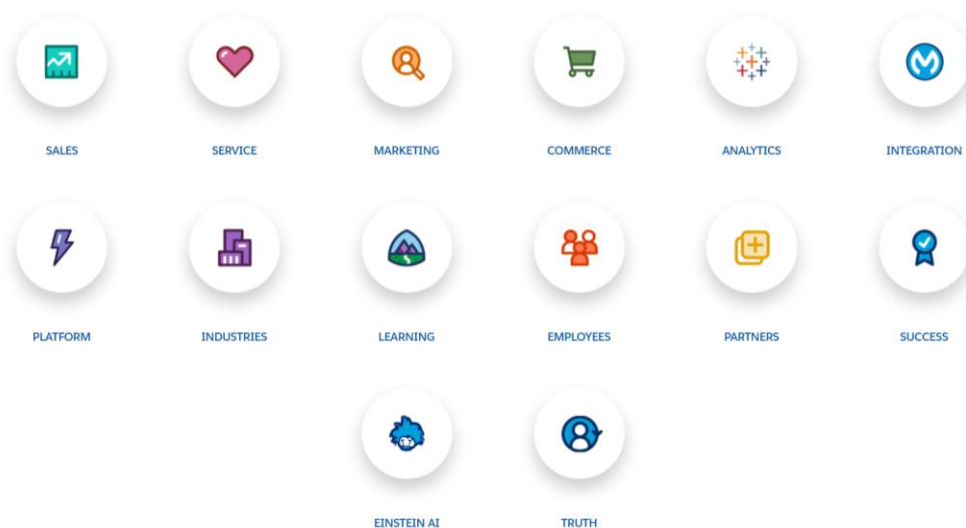 SALES
SERVICE
MARKETING
COMMERCE
ANALYTICS
INTEGRATION
PLATFORM
INDUSTRIES
LEARNING
EMPLOYEES
PARTNERS
SUCCESS
EINSTEIN AI
TRUTH